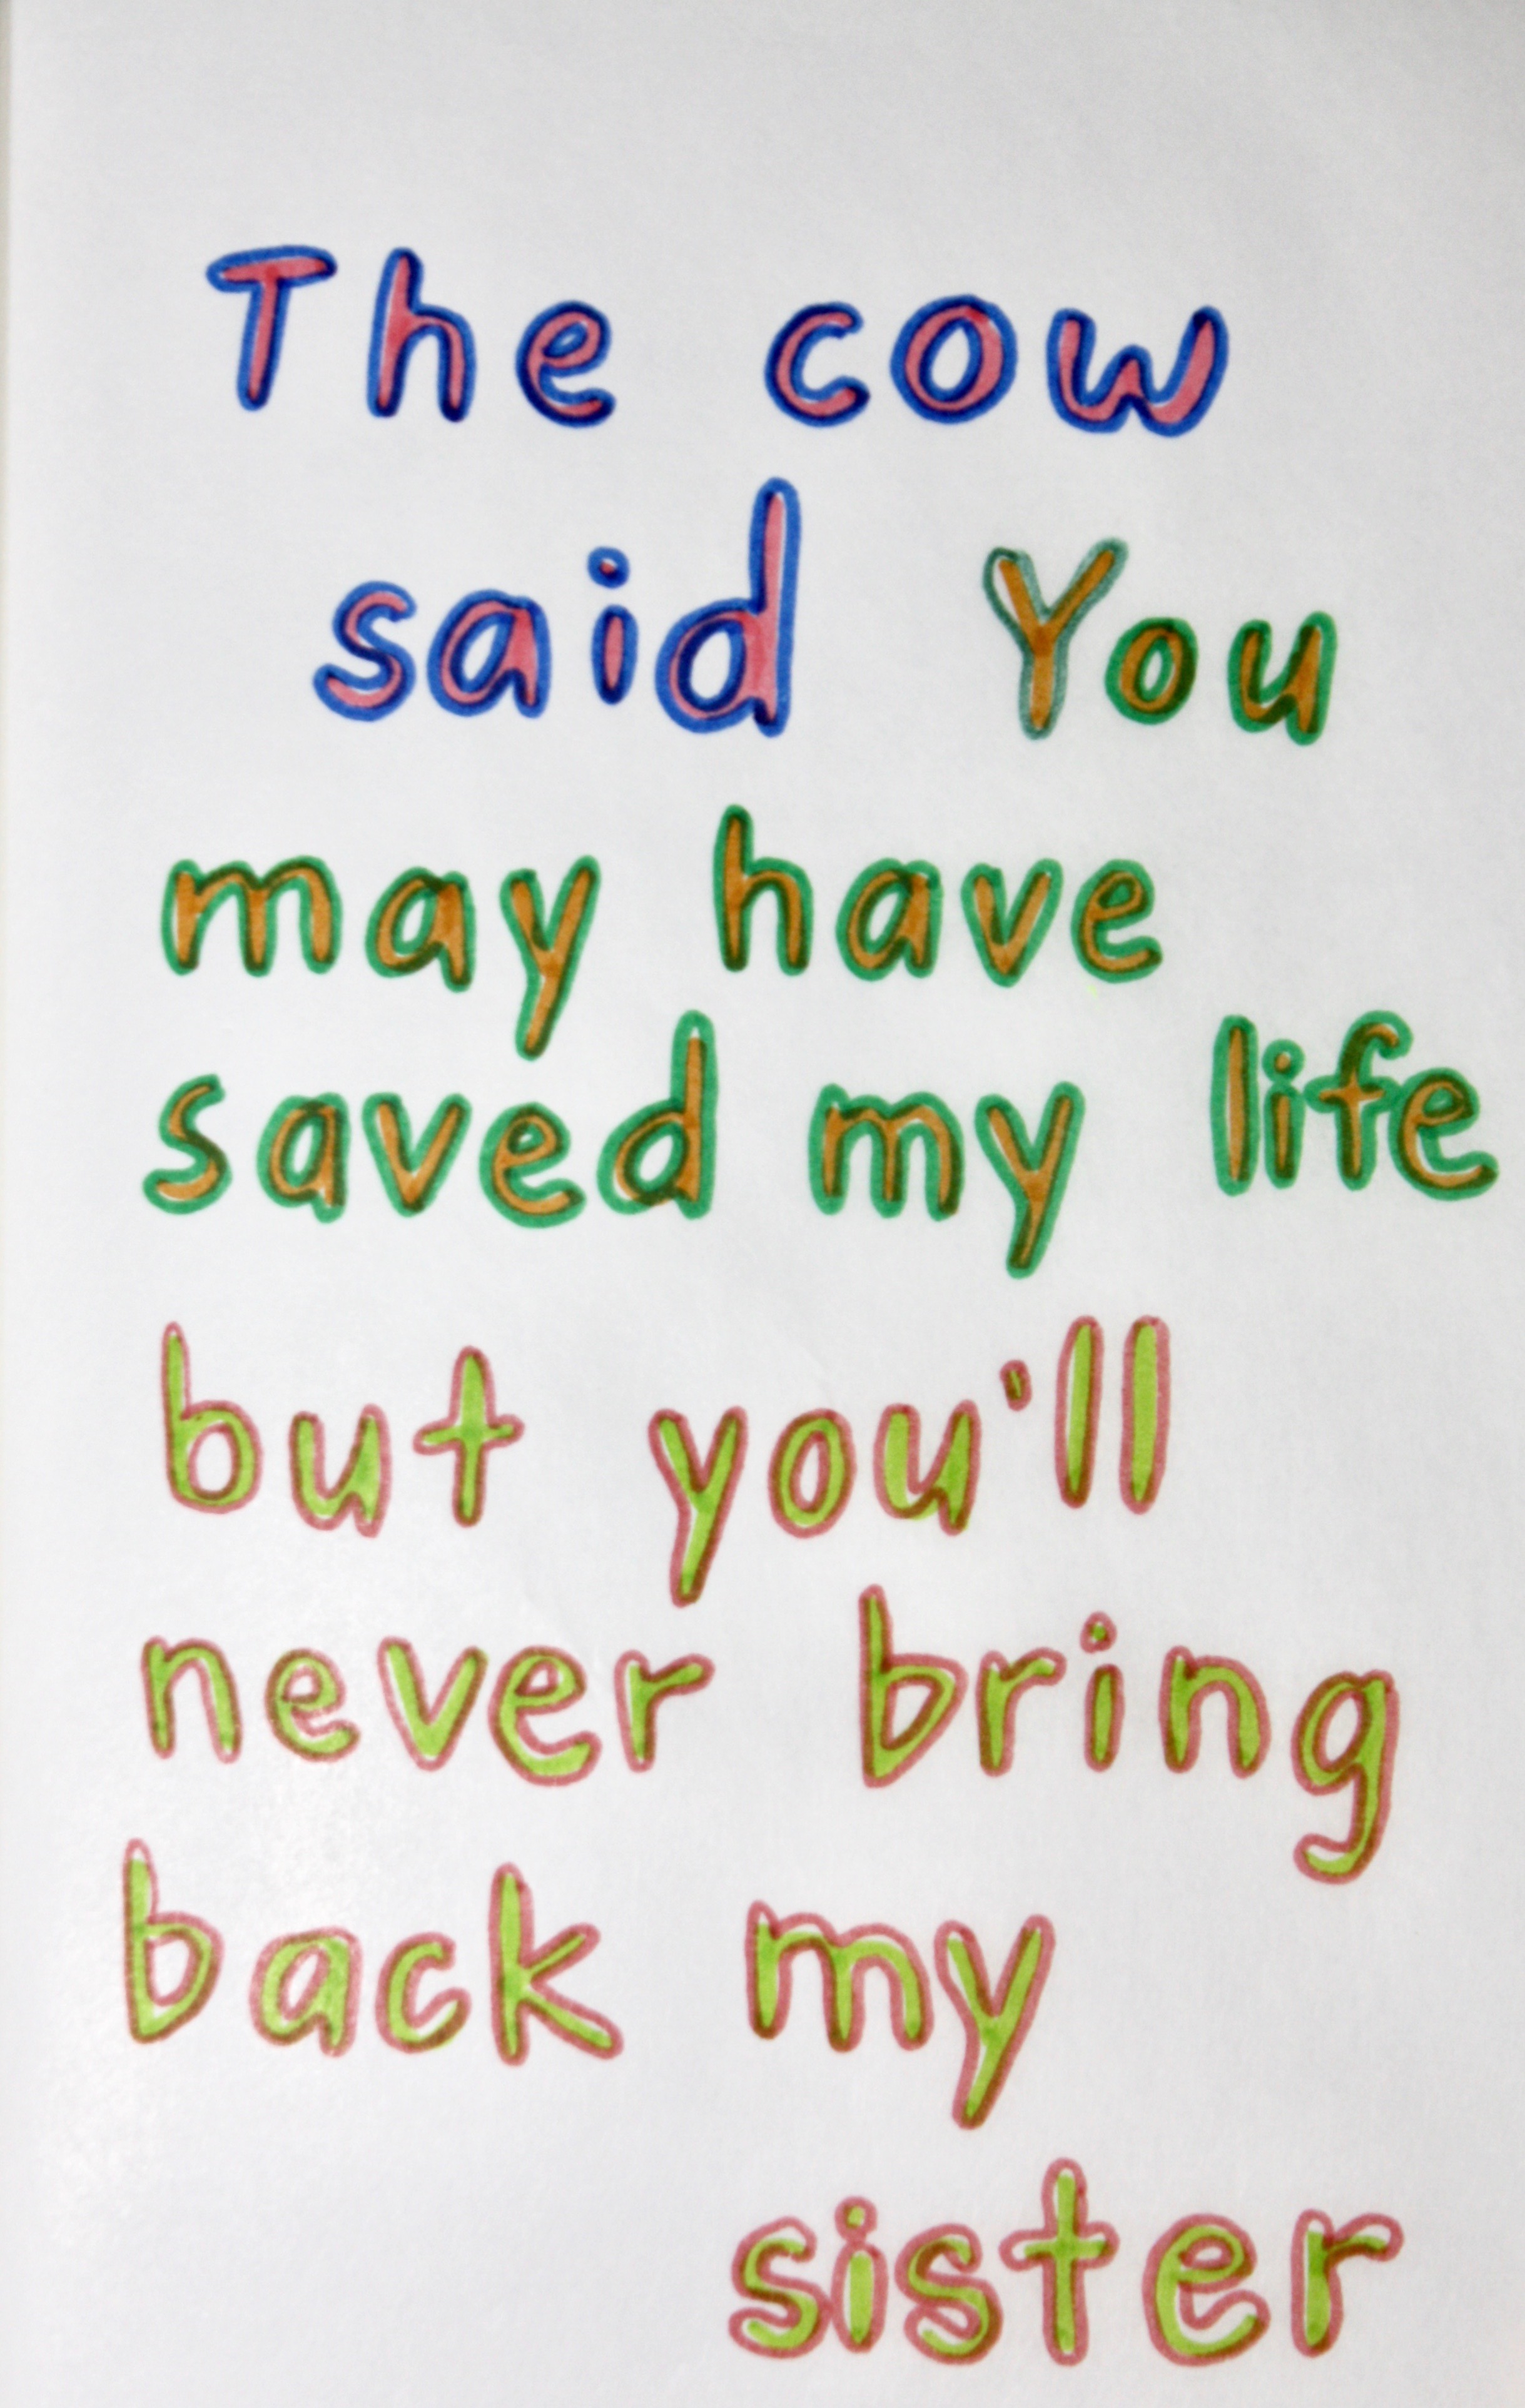 The cow
said You
may have
saved my life
but you'll
never bring
back my
sister